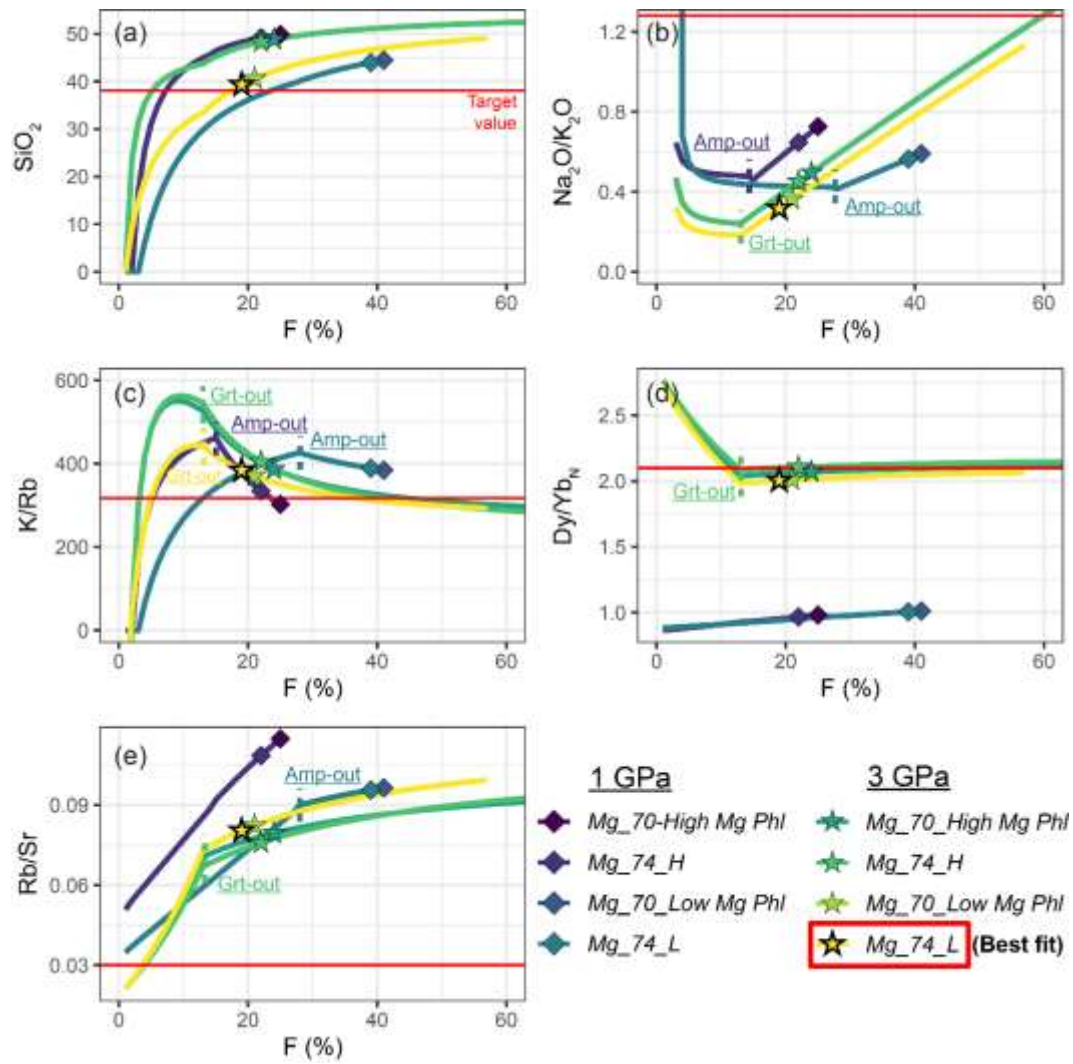 (a)
SiO₂
50
40
30
20
10
0
Target
value
0 20 40 60
F (%)
(b)
Na₂O/K₂O
1.2
0.8
0.4
0.0
Amp-out
Amp-out
Grt-out
0 20 40 60
F (%)
(c)
K/Rb
600
400
200
0
Grt-out
Amp-out
Amp-out
Grt-out
0 20 40 60
F (%)
(d)
Dy/Yb_N
2.5
2.0
1.5
1.0
Grt-out
0 20 40 60
F (%)
(e)
Rb/Sr
0.09
0.06
0.03
Amp-out
Grt-out
0 20 40 60
F (%)
1 GPa
Mg_70-High Mg Phl
Mg_74_H
Mg_70_Low Mg Phl
Mg_74_L
3 GPa
Mg_70_High Mg Phl
Mg_74_H
Mg_70_Low Mg Phl
Mg_74_L (Best fit)